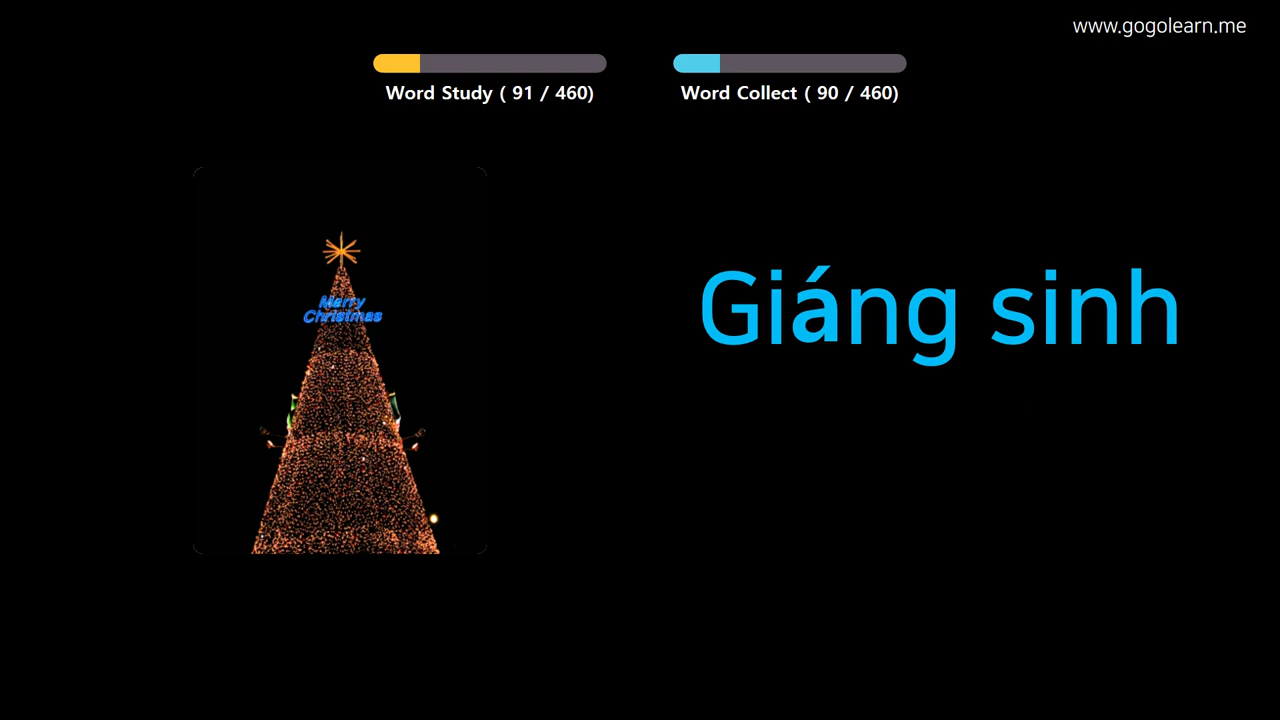 www.gogolearn.me
Word Study ( 91 / 460)
Word Collect ( 90 / 460)
Merry
Christmas
Giáng sinh